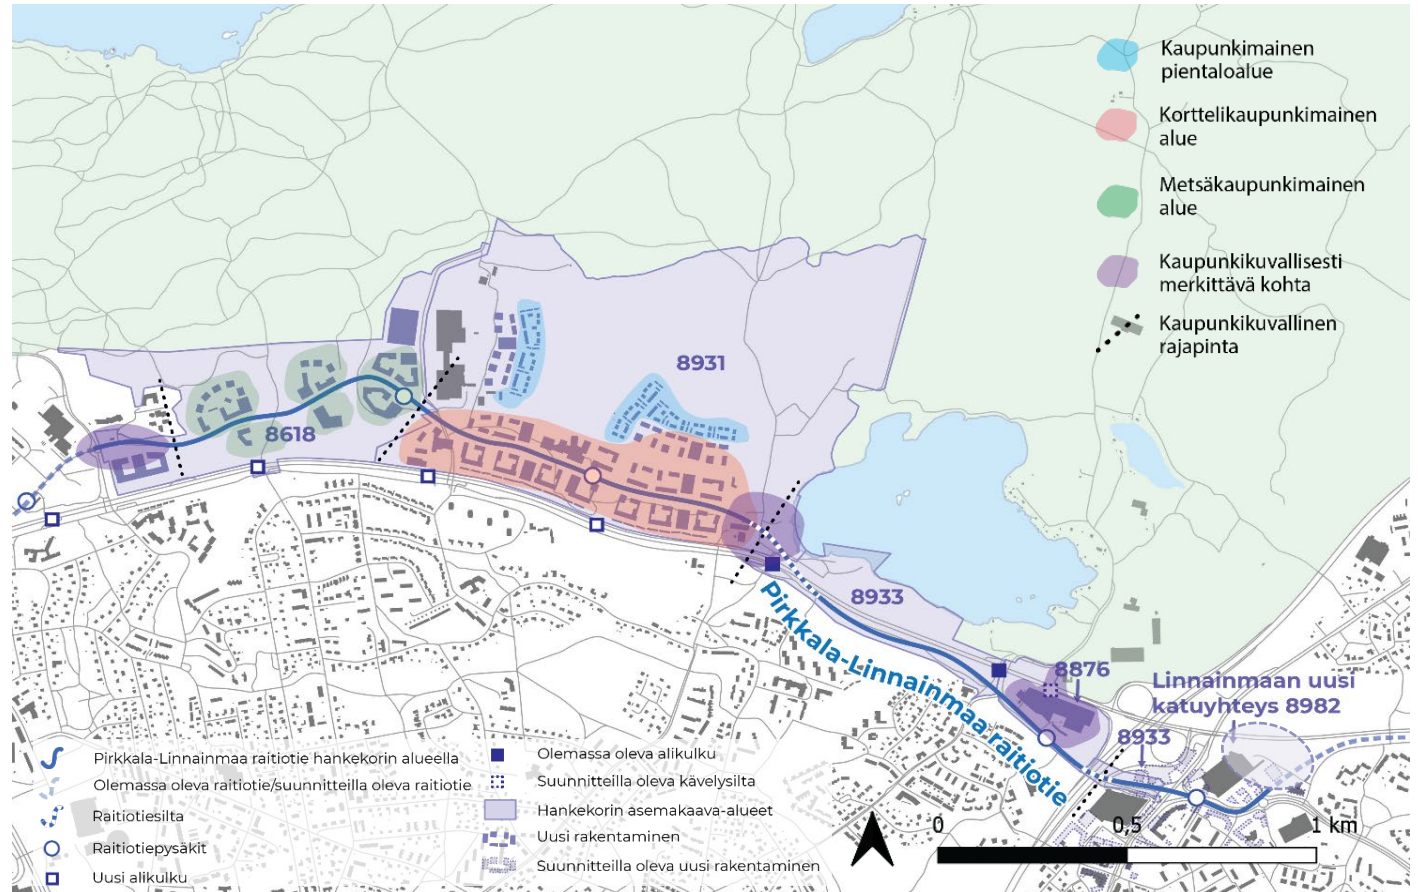 Kaupunkimainen
pientaloalue
Korttelikaupunkimainen
alue
Metsäkaupunkimainen
alue
Kaupunkikuvallisesti
merkittävä kohta
Kaupunkikuvallinen
rajapinta
8931
8618
8933
Pirkkala-Linnainmaa raitiotie
8876
Linnainmaan uusi
katuyhteys 8982
8933
Pirkkala-Linnainmaa raitiotie hankekorin alueella
Olemassa oleva raitiotie/suunnitteilla oleva raitiotie
Raitiotiesilta
Raitiotiepysäkit
Uusi alikulku
Olemassa oleva alikulku
Suunnitteilla oleva kävelysilta
Hankekorin asemakaava-alueet
Uusi rakentaminen
Suunnitteilla oleva uusi rakentaminen
0 0,5 1 km